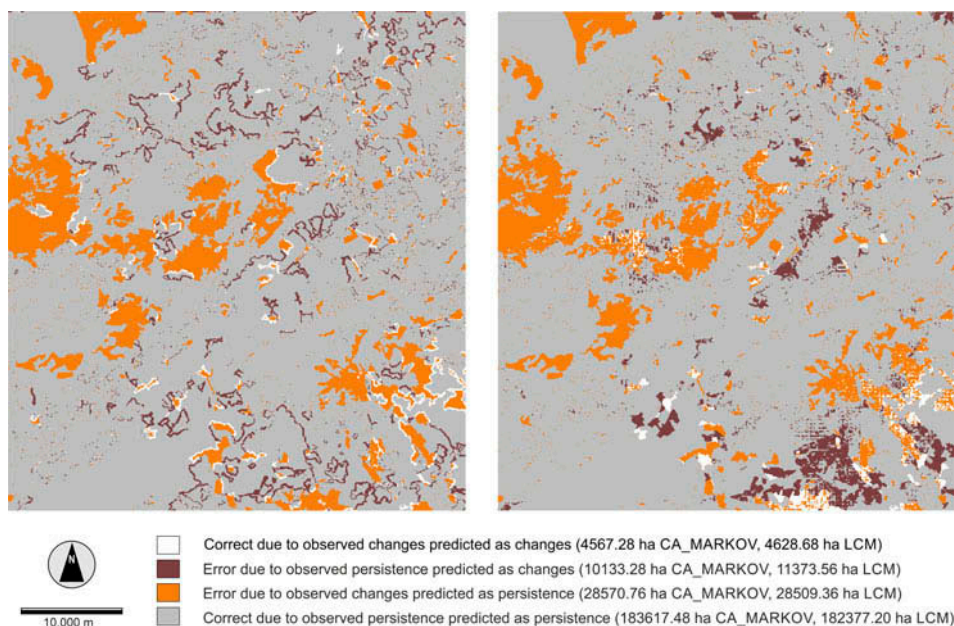 Correct due to observed changes predicted as changes (4567.28 ha CA_MARKOV, 4628.68 ha LCM)
N
Error due to observed persistence predicted as changes (10133.28 ha CA_MARKOV, 11373.56 ha LCM)
Error due to observed changes predicted as persistence (28570.76 ha CA_MARKOV, 28509.36 ha LCM)
10.000 m
Correct due to observed persistence predicted as persistence (183617.48 ha CA_MARKOV, 182377.20 ha LCM)